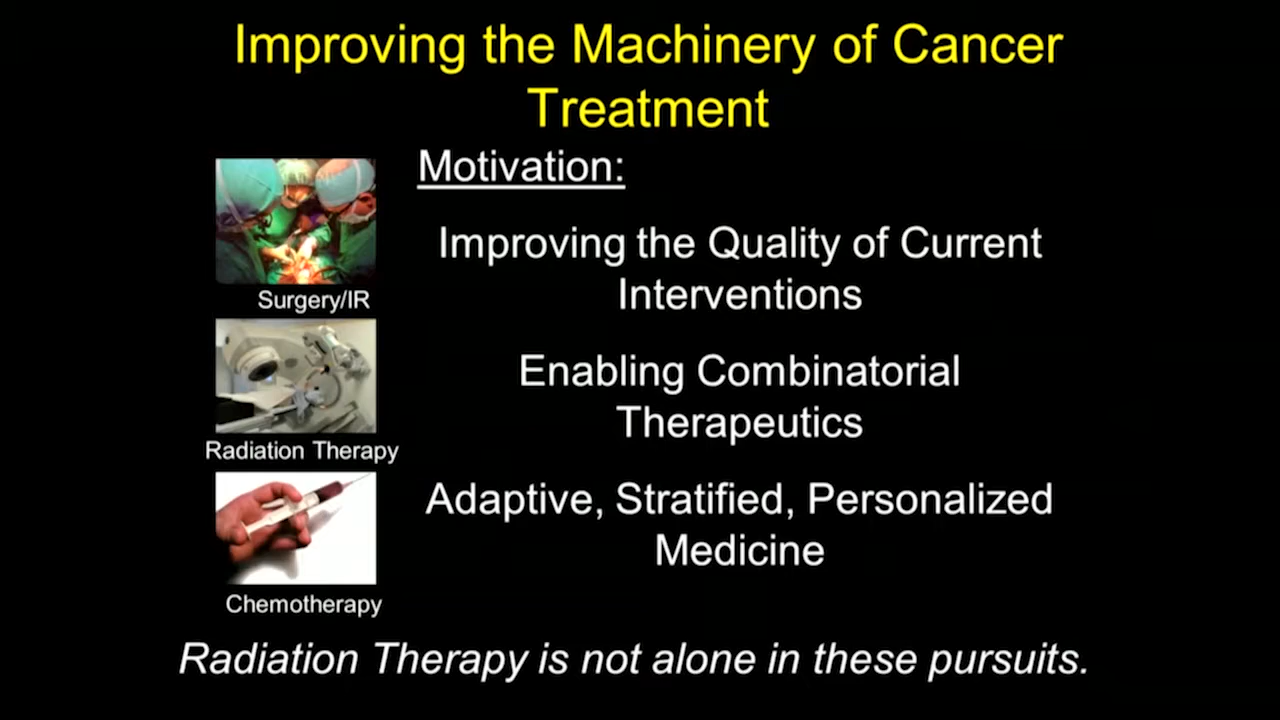 Improving the Machinery of Cancer
Treatment
Motivation:
Improving the Quality of Current
Interventions
Enabling Combinatorial
Therapeutics
Adaptive, Stratified, Personalized
Medicine
Surgery/IR
Radiation Therapy
Chemotherapy
Radiation Therapy is not alone in these pursuits.